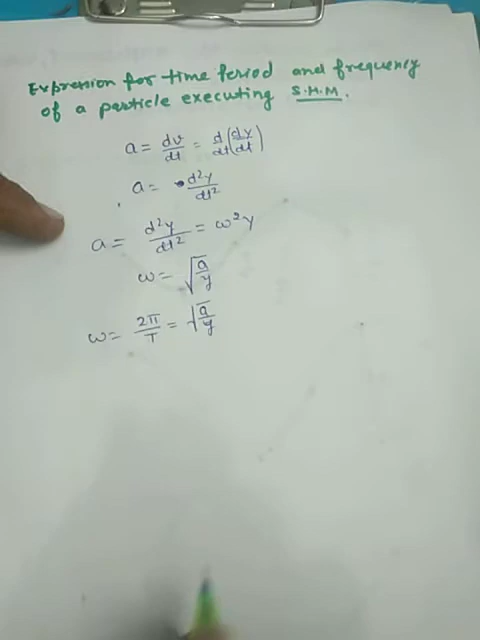 Expression for time Period and frequency
of a particle executing S.H.M.
a = dv/dt = d/dt(dy/dt)
a = d²y/dt²
a = d²y/dt² = ω²y
ω = √a/y
ω = 2π/T = √a/y